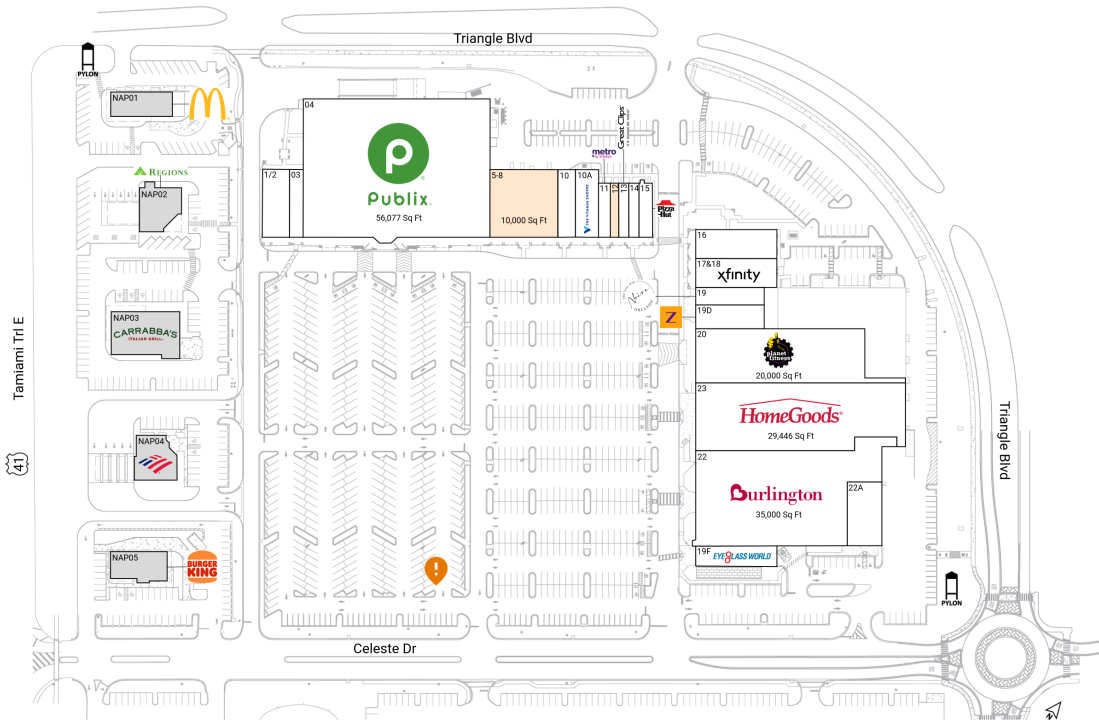 Triangle Blvd
PYLON
NAP01
REGIONS
NAP02
NAP03
CARRABBA'S
ITALIAN GRILL
NAP04
NAP05
BURGER
KING
Tamiami Trl E
41
04
Publix
56,077 Sq Ft
1/2
03
5-8
10,000 Sq Ft
10
10A
THE VITAMIN SHOPPE
metro
Great Clips
11
12
13
14
15
Pizza
Hut
16
17&18
xfinity
19
19D
Z
20
planet
fitness
20,000 Sq Ft
23
HomeGoods
29,446 Sq Ft
22
Burlington
35,000 Sq Ft
22A
19F
EYEGLASS WORLD
Triangle Blvd
PYLON
Celeste Dr